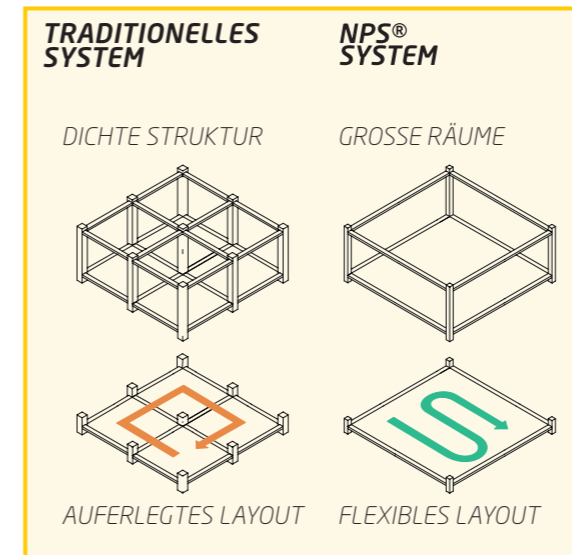 TRADITIONELLES
SYSTEM
NPS®
SYSTEM
DICHTE STRUKTUR
GROSSE RÄUME
AUFERLEGTES LAYOUT
FLEXIBLES LAYOUT